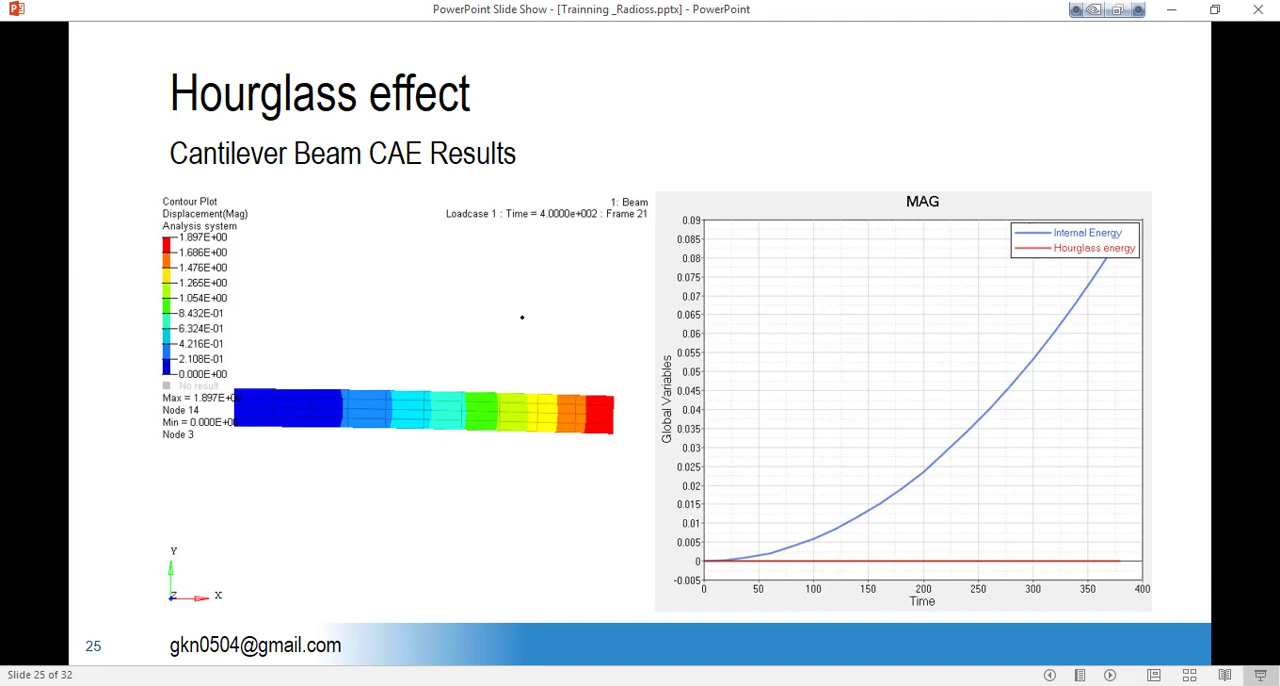 PowerPoint Slide Show - [Trainning _Radioss.pptx] - PowerPoint
Hourglass effect
Cantilever Beam CAE Results
Contour Plot
Displacement(Mag)
Analysis system
1.897E+00
1.686E+00
1.476E+00
1.265E+00
1.054E+00
8.432E-01
6.324E-01
4.216E-01
2.108E-01
0.000E+00
No result
Max = 1.897E+00
Node 14
Min = 0.000E+0
Node 3
1: Beam
Loadcase 1 : Time = 4.0000e+002 : Frame 21
Y
Z
X
MAG
Internal Energy
Hourglass energy
Global Variables
0.09
0.085
0.08
0.075
0.07
0.065
0.06
0.055
0.05
0.045
0.04
0.035
0.03
0.025
0.02
0.015
0.01
0.005
0
-0.005
0
50
100
150
200
250
300
350
400
Time
25
gkn0504@gmail.com
Slide 25 of 32